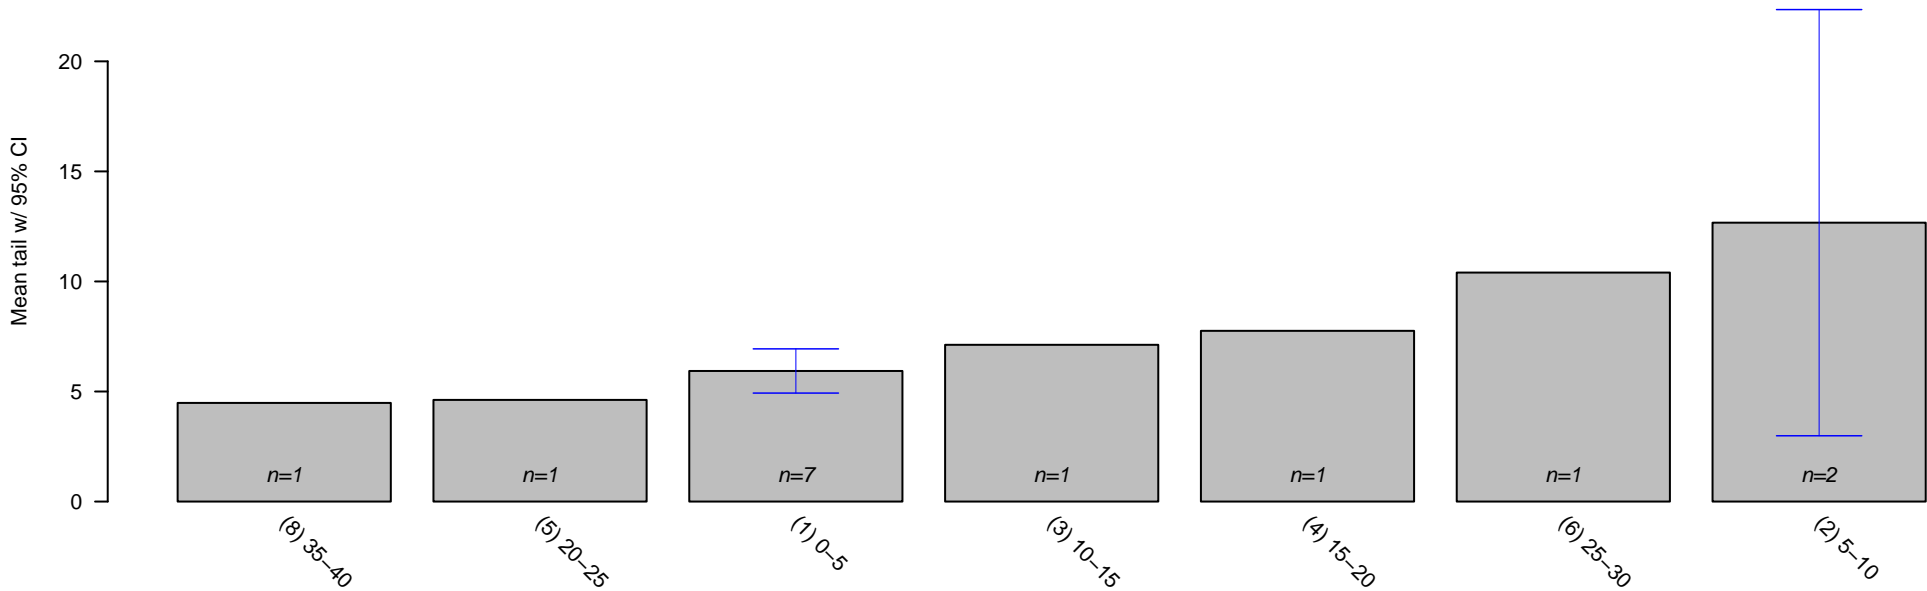 Mean tail w/ 95% CI
20
15
10
5
0
n=1
n=1
n=7
n=1
n=1
n=1
n=2
(8) 35–40
(5) 20–25
(1) 0–5
(3) 10–15
(4) 15–20
(6) 25–30
(2) 5–10